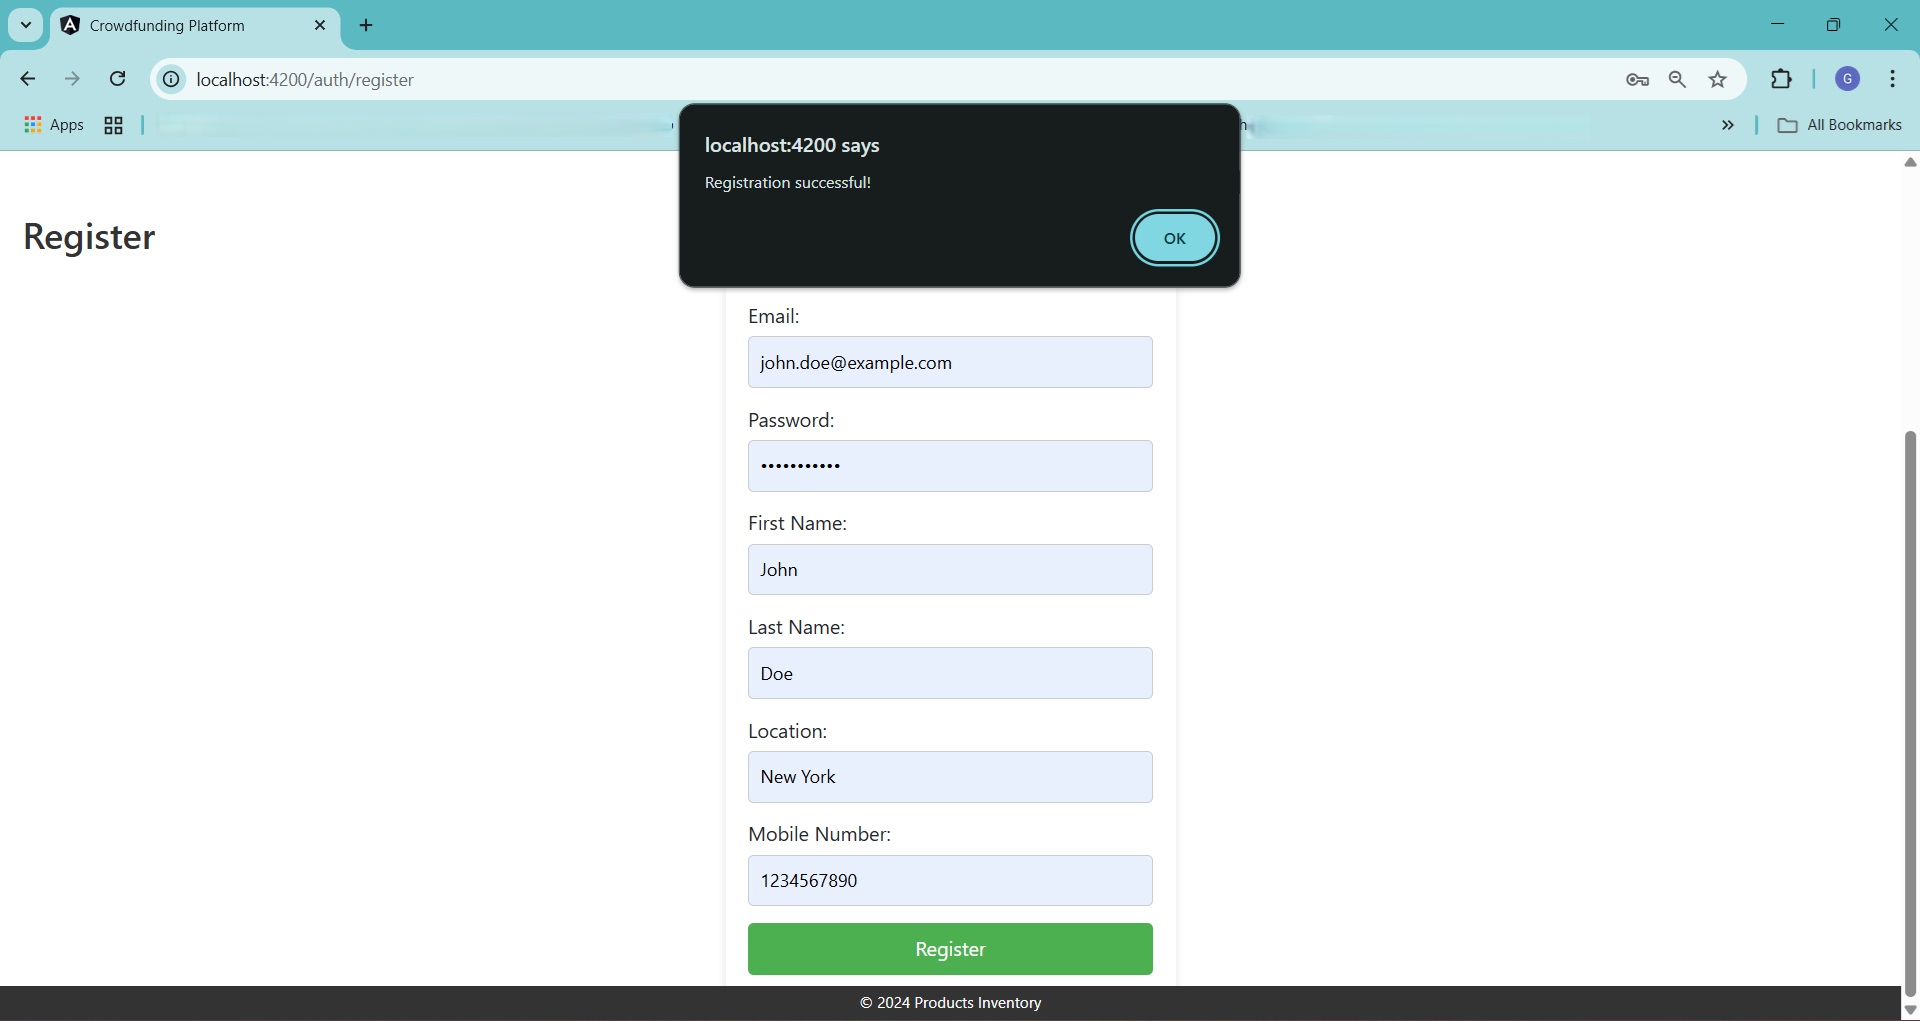 Crowdfunding Platform
localhost:4200/auth/register
G
Apps
All Bookmarks
localhost:4200 says
Registration successful!
OK
Register
Email:
john.doe@example.com
Password:
•••••••••••
First Name:
John
Last Name:
Doe
Location:
New York
Mobile Number:
1234567890
Register
© 2024 Products Inventory